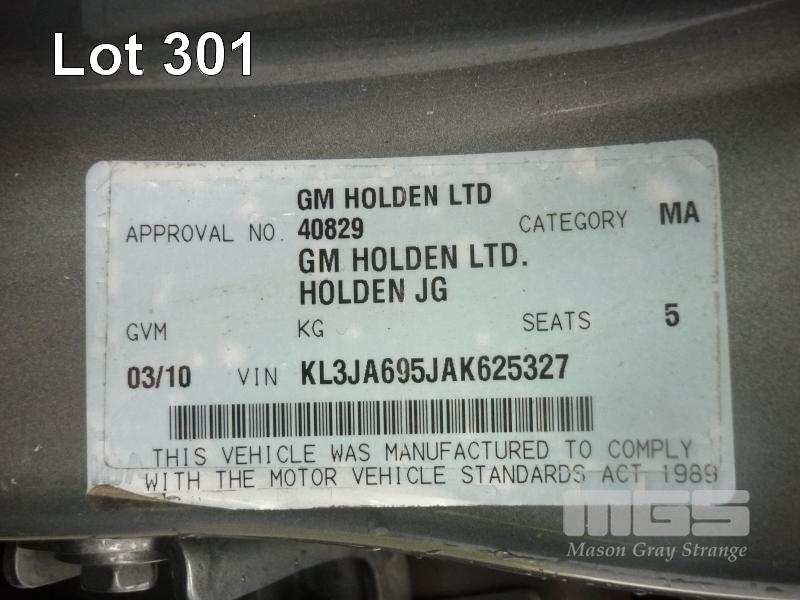 Lot 301
GM HOLDEN LTD
APPROVAL NO. 40829 CATEGORY MA
GM HOLDEN LTD.
HOLDEN JG
GVM KG SEATS 5
03/10 VIN KL3JA695JAK625327
THIS VEHICLE WAS MANUFACTURED TO COMPLY
WITH THE MOTOR VEHICLE STANDARDS ACT 1989
MGS
Mason Gray Strange